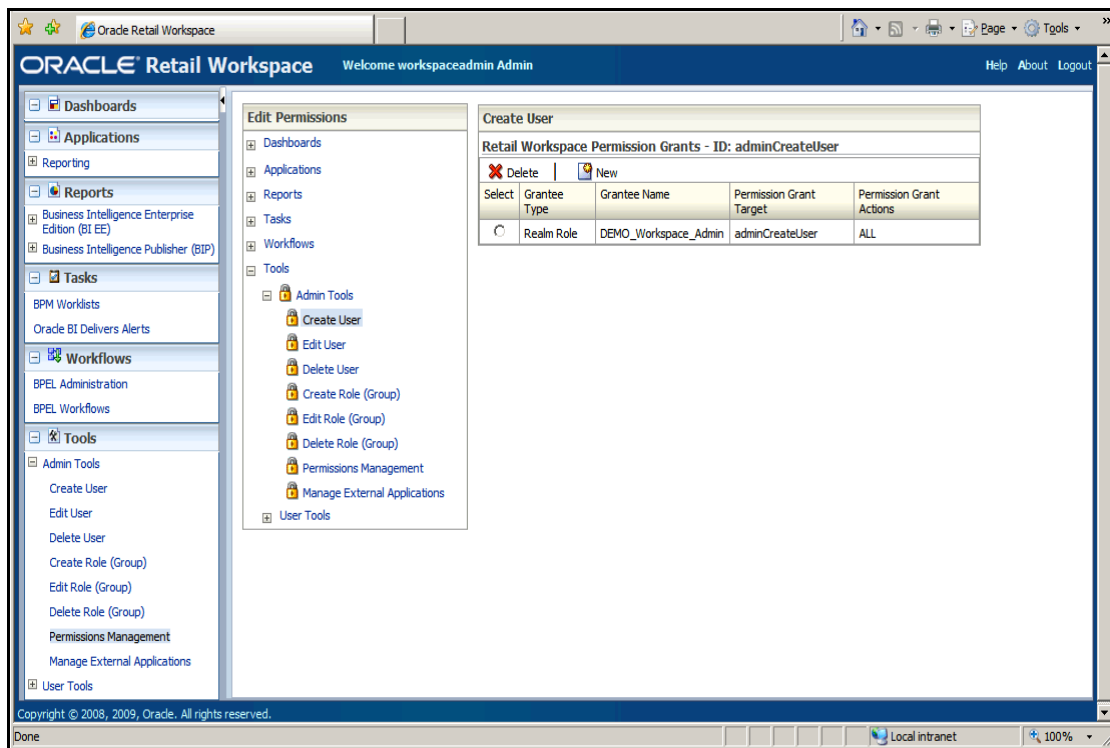 Oracle Retail Workspace
Page
Tools
»
ORACLE® Retail Workspace
Welcome workspaceadmin Admin
Help About Logout
Dashboards
Applications
Reporting
Reports
Business Intelligence Enterprise
Edition (BI EE)
Business Intelligence Publisher (BIP)
Tasks
BPM Worklists
Oracle BI Delivers Alerts
Workflows
BPEL Administration
BPEL Workflows
Tools
Admin Tools
Create User
Edit User
Delete User
Create Role (Group)
Edit Role (Group)
Delete Role (Group)
Permissions Management
Manage External Applications
User Tools
Edit Permissions
Dashboards
Applications
Reports
Tasks
Workflows
Tools
Admin Tools
Create User
Edit User
Delete User
Create Role (Group)
Edit Role (Group)
Delete Role (Group)
Permissions Management
Manage External Applications
User Tools
Create User
Retail Workspace Permission Grants - ID: adminCreateUser
Delete New
Select Grantee Type Grantee Name Permission Grant Target Permission Grant Actions
Realm Role DEMO_Workspace_Admin adminCreateUser ALL
Copyright © 2008, 2009, Oracle. All rights reserved.
Done
Local intranet
100%